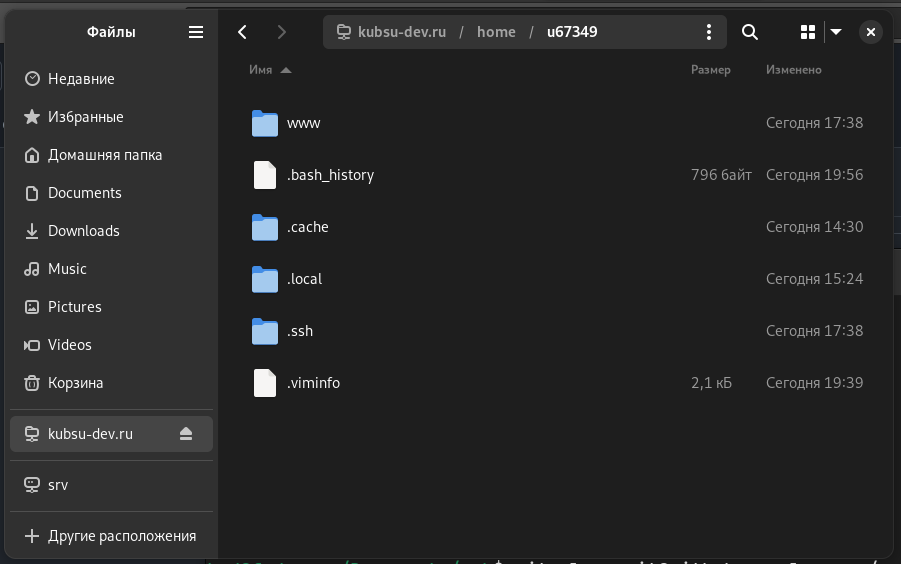 Файлы
kubsu-dev.ru / home / u67349
Недавние
Избранные
Домашняя папка
Documents
Downloads
Music
Pictures
Videos
Корзина
kubsu-dev.ru
srv
Другие расположения
Имя Размер Изменено
www Сегодня 17:38
.bash_history 796 байт Сегодня 19:56
.cache Сегодня 14:30
.local Сегодня 15:24
.ssh Сегодня 17:38
.viminfo 2,1 кБ Сегодня 19:39